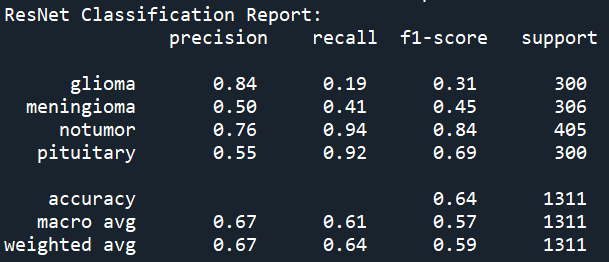 ResNet Classification Report:
precision recall f1-score support
glioma 0.84 0.19 0.31 300
meningioma 0.50 0.41 0.45 306
notumor 0.76 0.94 0.84 405
pituitary 0.55 0.92 0.69 300
accuracy 0.64 1311
macro avg 0.67 0.61 0.57 1311
weighted avg 0.67 0.64 0.59 1311